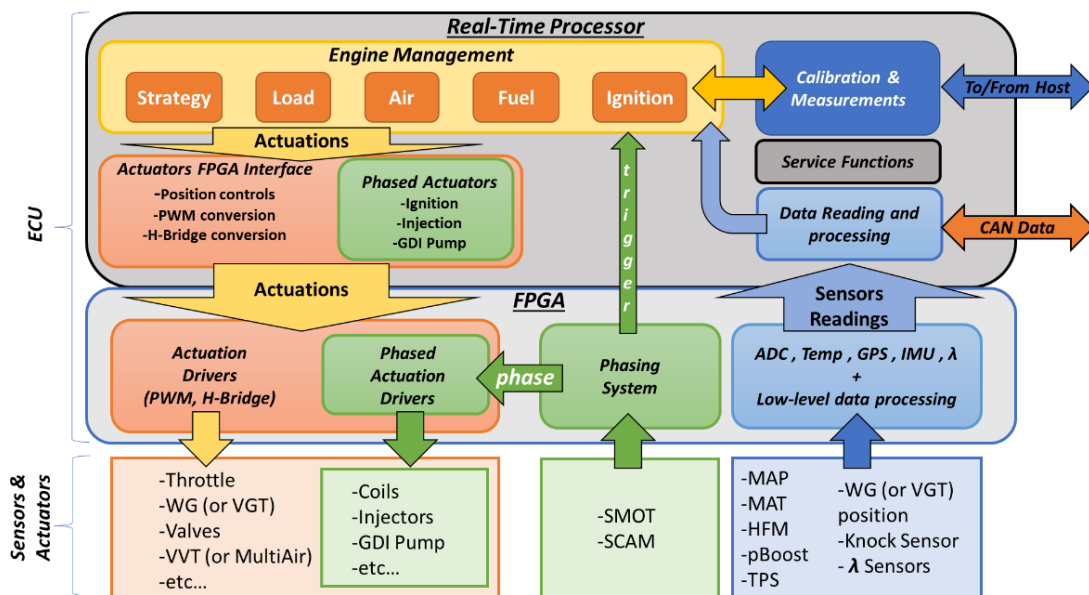 Real-Time Processor
Engine Management
Strategy
Load
Air
Fuel
Ignition
Calibration &
Measurements
To/From Host
Actuations
Service Functions
Actuators FPGA Interface
-Position controls
-PWM conversion
-H-Bridge conversion
Phased Actuators
-Ignition
-Injection
-GDI Pump
trigger
Data Reading and
processing
CAN Data
ECU
Actuations
FPGA
Sensors
Readings
Actuation
Drivers
(PWM, H-Bridge)
Phased
Actuation
Drivers
phase
Phasing
System
ADC , Temp , GPS , IMU , λ
+
Low-level data processing
Sensors &
Actuators
-Throttle
-WG (or VGT)
-Valves
-VVT (or MultiAir)
-etc...
-Coils
-Injectors
-GDI Pump
-etc...
-SMOT
-SCAM
-MAP
-MAT
-HFM
-pBoost
-TPS
-WG (or VGT)
position
-Knock Sensor
-λ Sensors